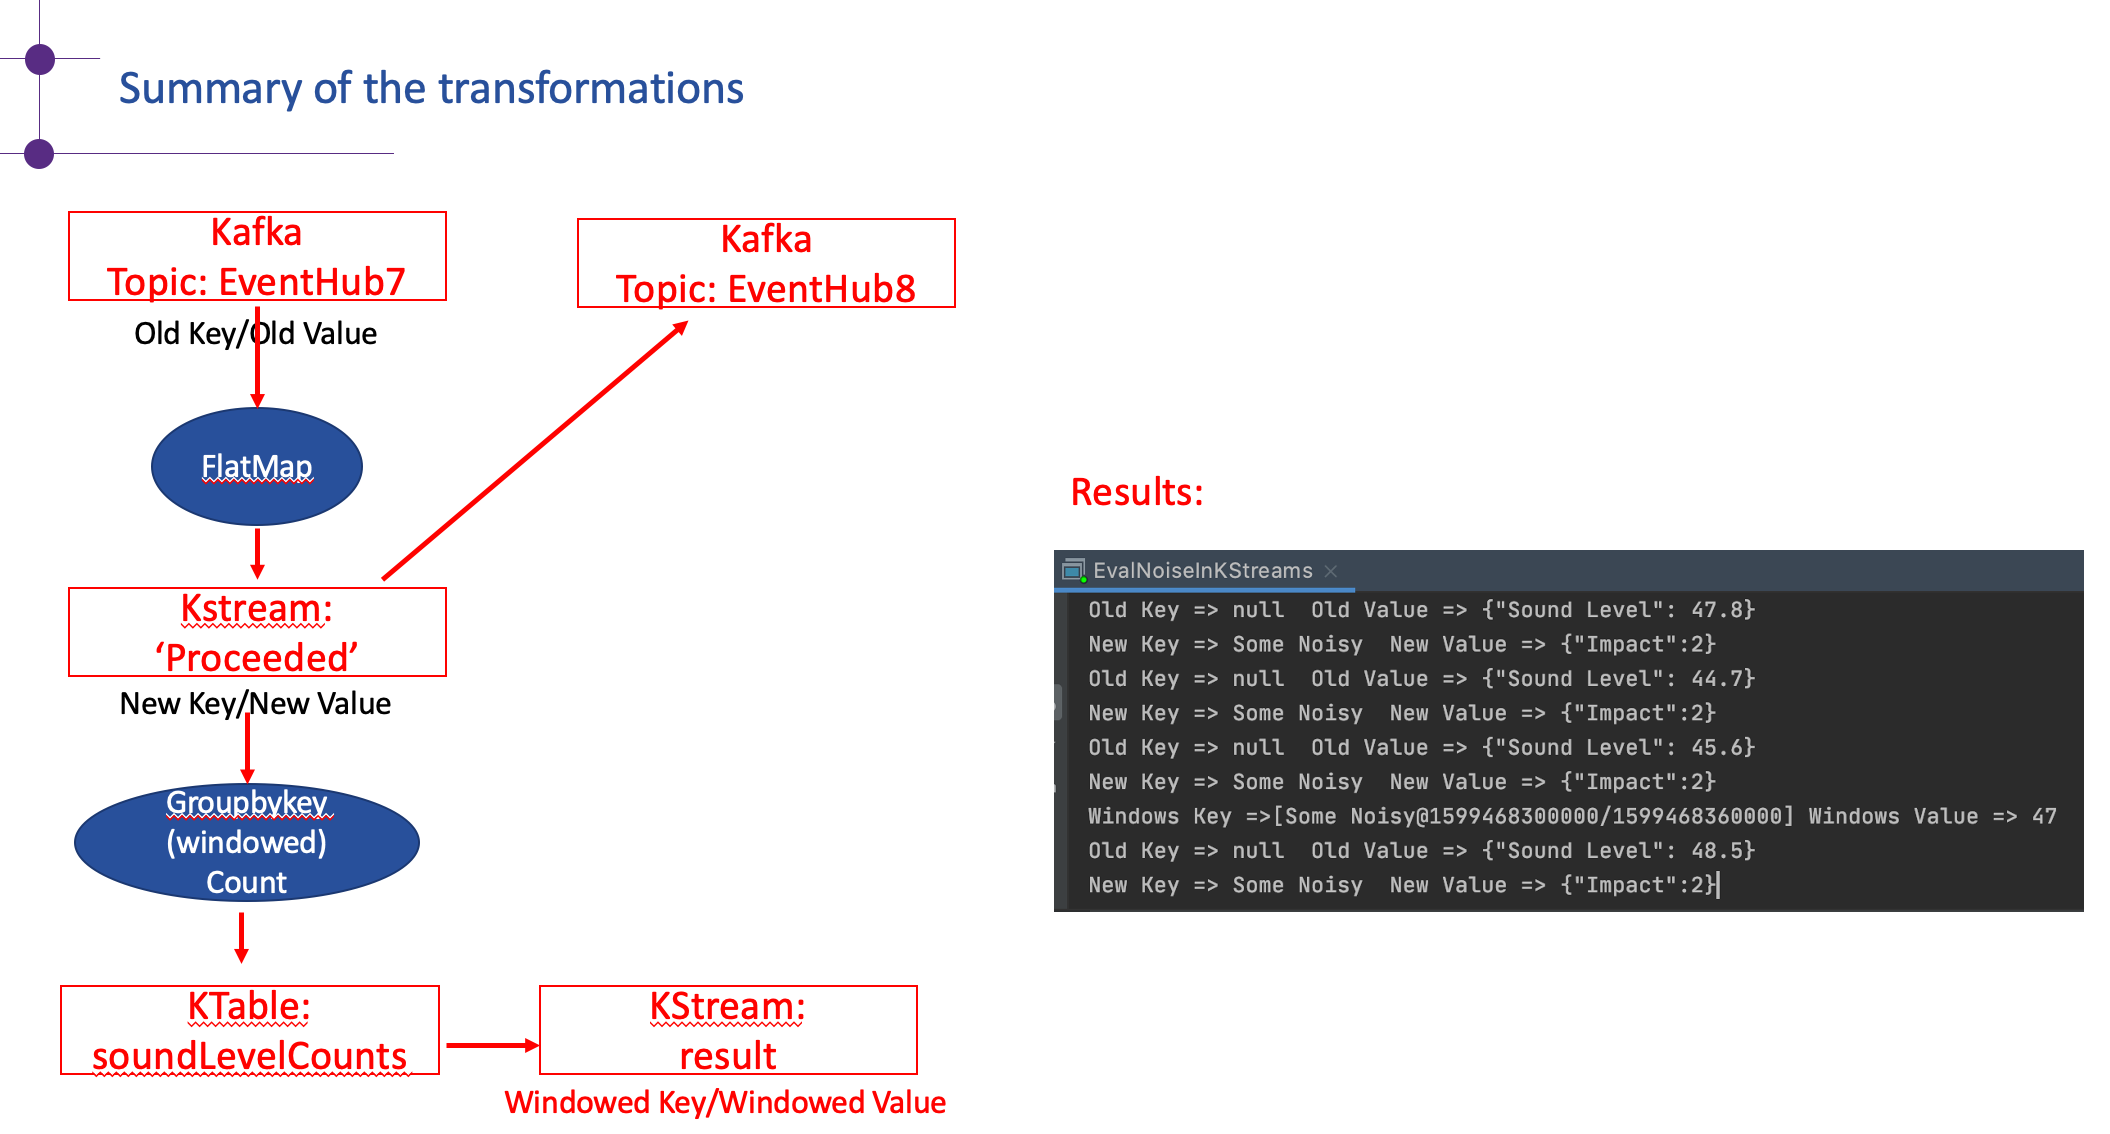 Summary of the transformations
Kafka
Topic: EventHub7
Old Key/Old Value
Kafka
Topic: EventHub8
FlatMap
Kstream:
‘Proceeded’
New Key/New Value
Groupbykey
(windowed)
Count
KTable:
soundLevelCounts
KStream:
result
Windowed Key/Windowed Value
Results:
EvalNoiseInKStreams
Old Key => null  Old Value => {"Sound Level": 47.8}
New Key => Some Noisy  New Value => {"Impact":2}
Old Key => null  Old Value => {"Sound Level": 44.7}
New Key => Some Noisy  New Value => {"Impact":2}
Old Key => null  Old Value => {"Sound Level": 45.6}
New Key => Some Noisy  New Value => {"Impact":2}
Windows Key =>[Some Noisy@1599468300000/1599468360000] Windows Value => 47
Old Key => null  Old Value => {"Sound Level": 48.5}
New Key => Some Noisy  New Value => {"Impact":2}